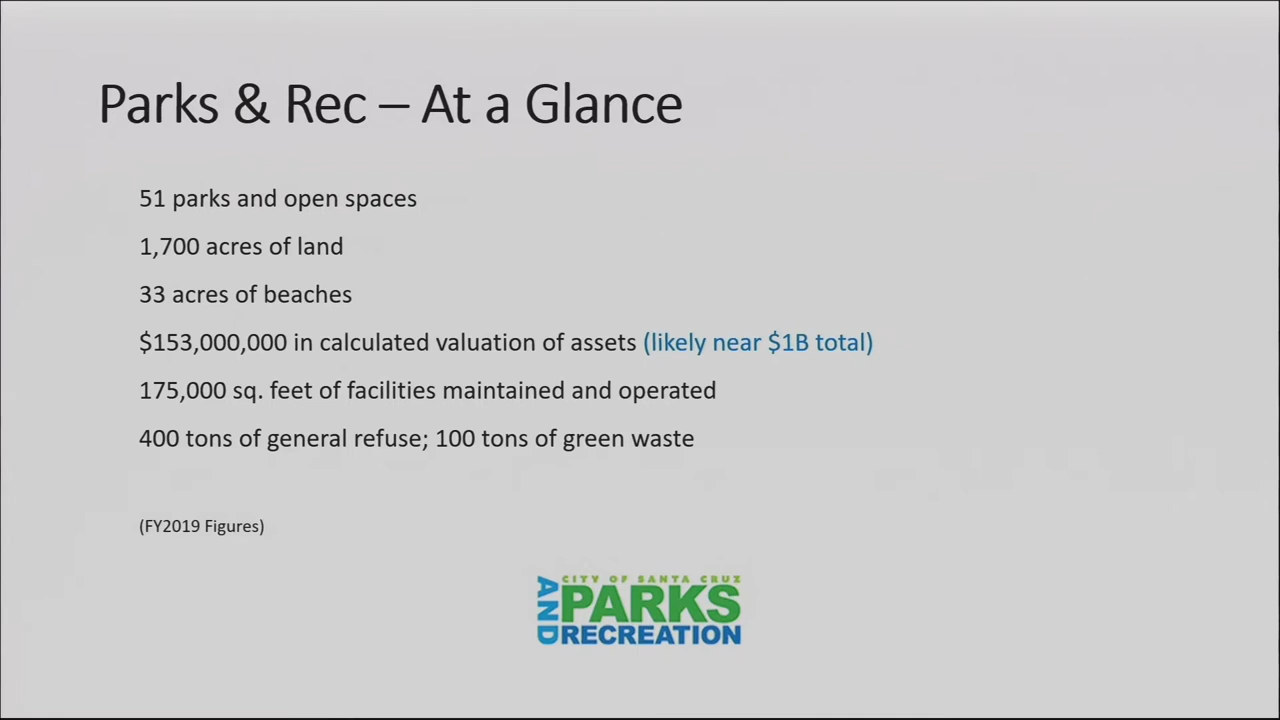 Parks & Rec – At a Glance
51 parks and open spaces
1,700 acres of land
33 acres of beaches
$153,000,000 in calculated valuation of assets (likely near $1B total)
175,000 sq. feet of facilities maintained and operated
400 tons of general refuse; 100 tons of green waste
(FY2019 Figures)
CITY OF SANTA CRUZ
PARKS
AND
RECREATION